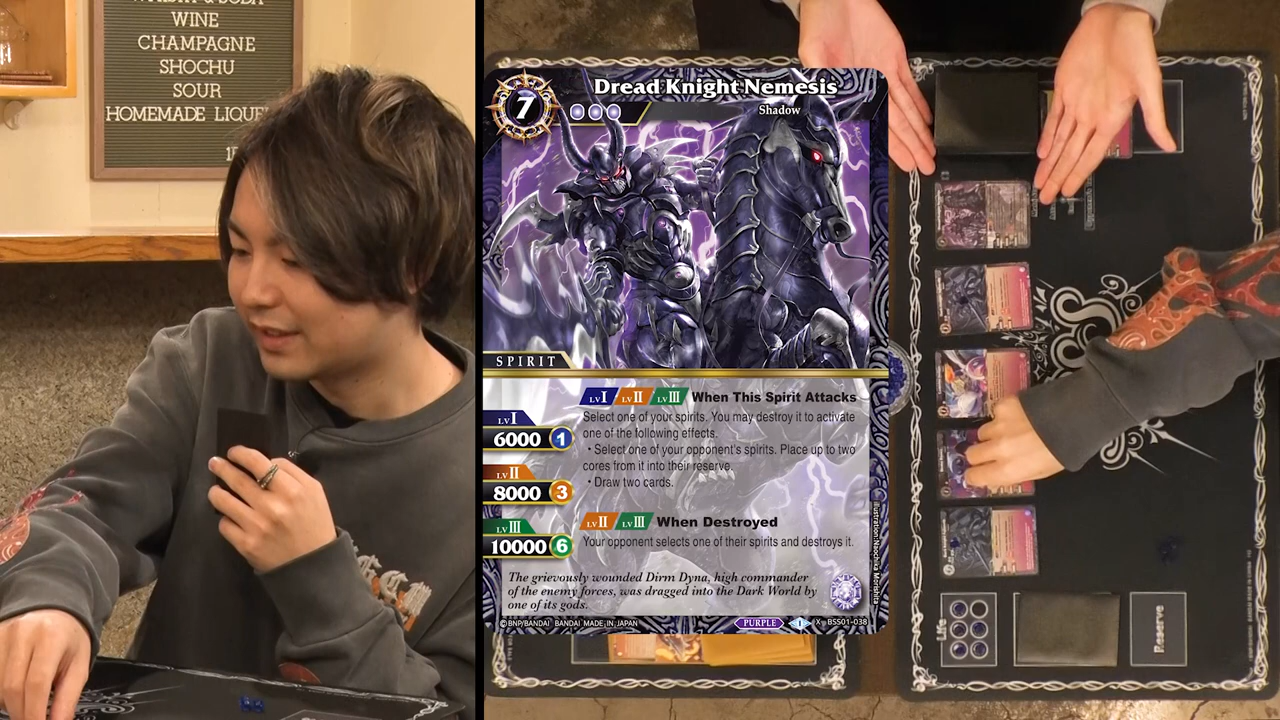 WINE
CHAMPAGNE
SHOCHU
SOUR
HOMEMADE LIQUE
Dread Knight Nemesis
7
Shadow
SPIRIT
LV I LV II LV III When This Spirit Attacks
Select one of your spirits. You may destroy it to activate
one of the following effects.
• Select one of your opponent's spirits. Place up to two
cores from it into their reserve.
• Draw two cards.
LV II LV III When Destroyed
Your opponent selects one of their spirits and destroys it.
LV I
6000 1
LV II
8000 3
LV III
10000 6
The grievously wounded Dirm Dyna, high commander
of the enemy forces, was dragged into the Dark World by
one of its gods.
Illustration: Naochika Morishita
©BNP/BANDAI BANDAI MADE IN JAPAN PURPLE 1 X BSS01-038
Life
Reserve